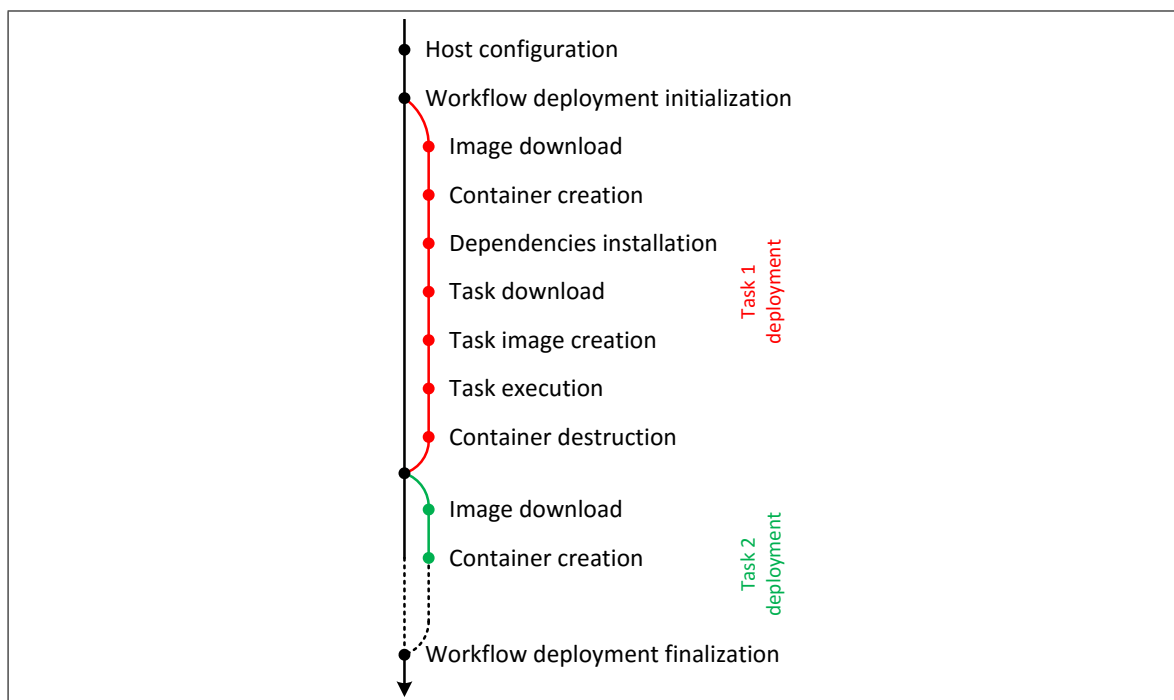 Host configuration
Workflow deployment initialization
Image download
Container creation
Dependencies installation
Task download
Task image creation
Task execution
Container destruction
Task 1
deployment
Image download
Container creation
Task 2
deployment
Workflow deployment finalization